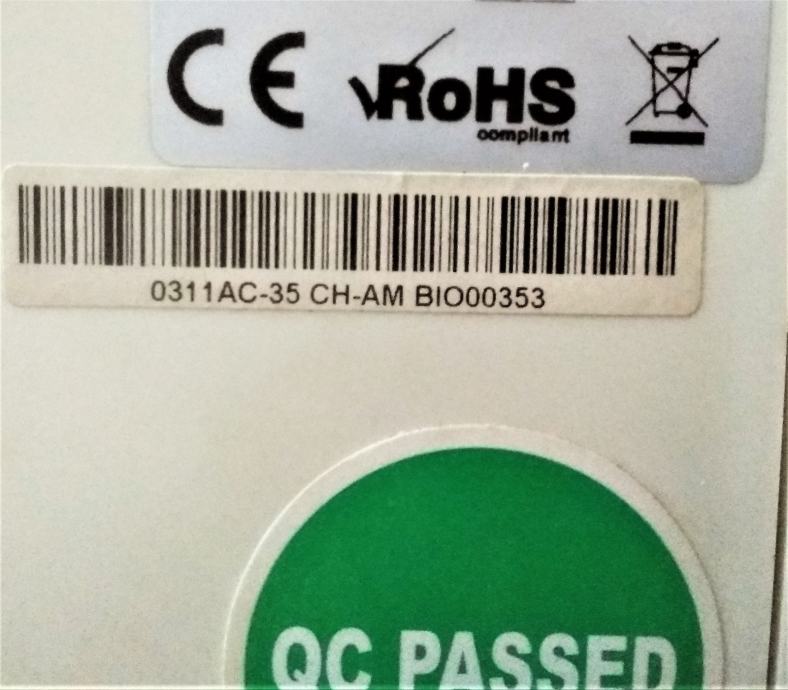 CE RoHS
compliant
0311AC-35 CH-AM BIO00353
QC PASSED